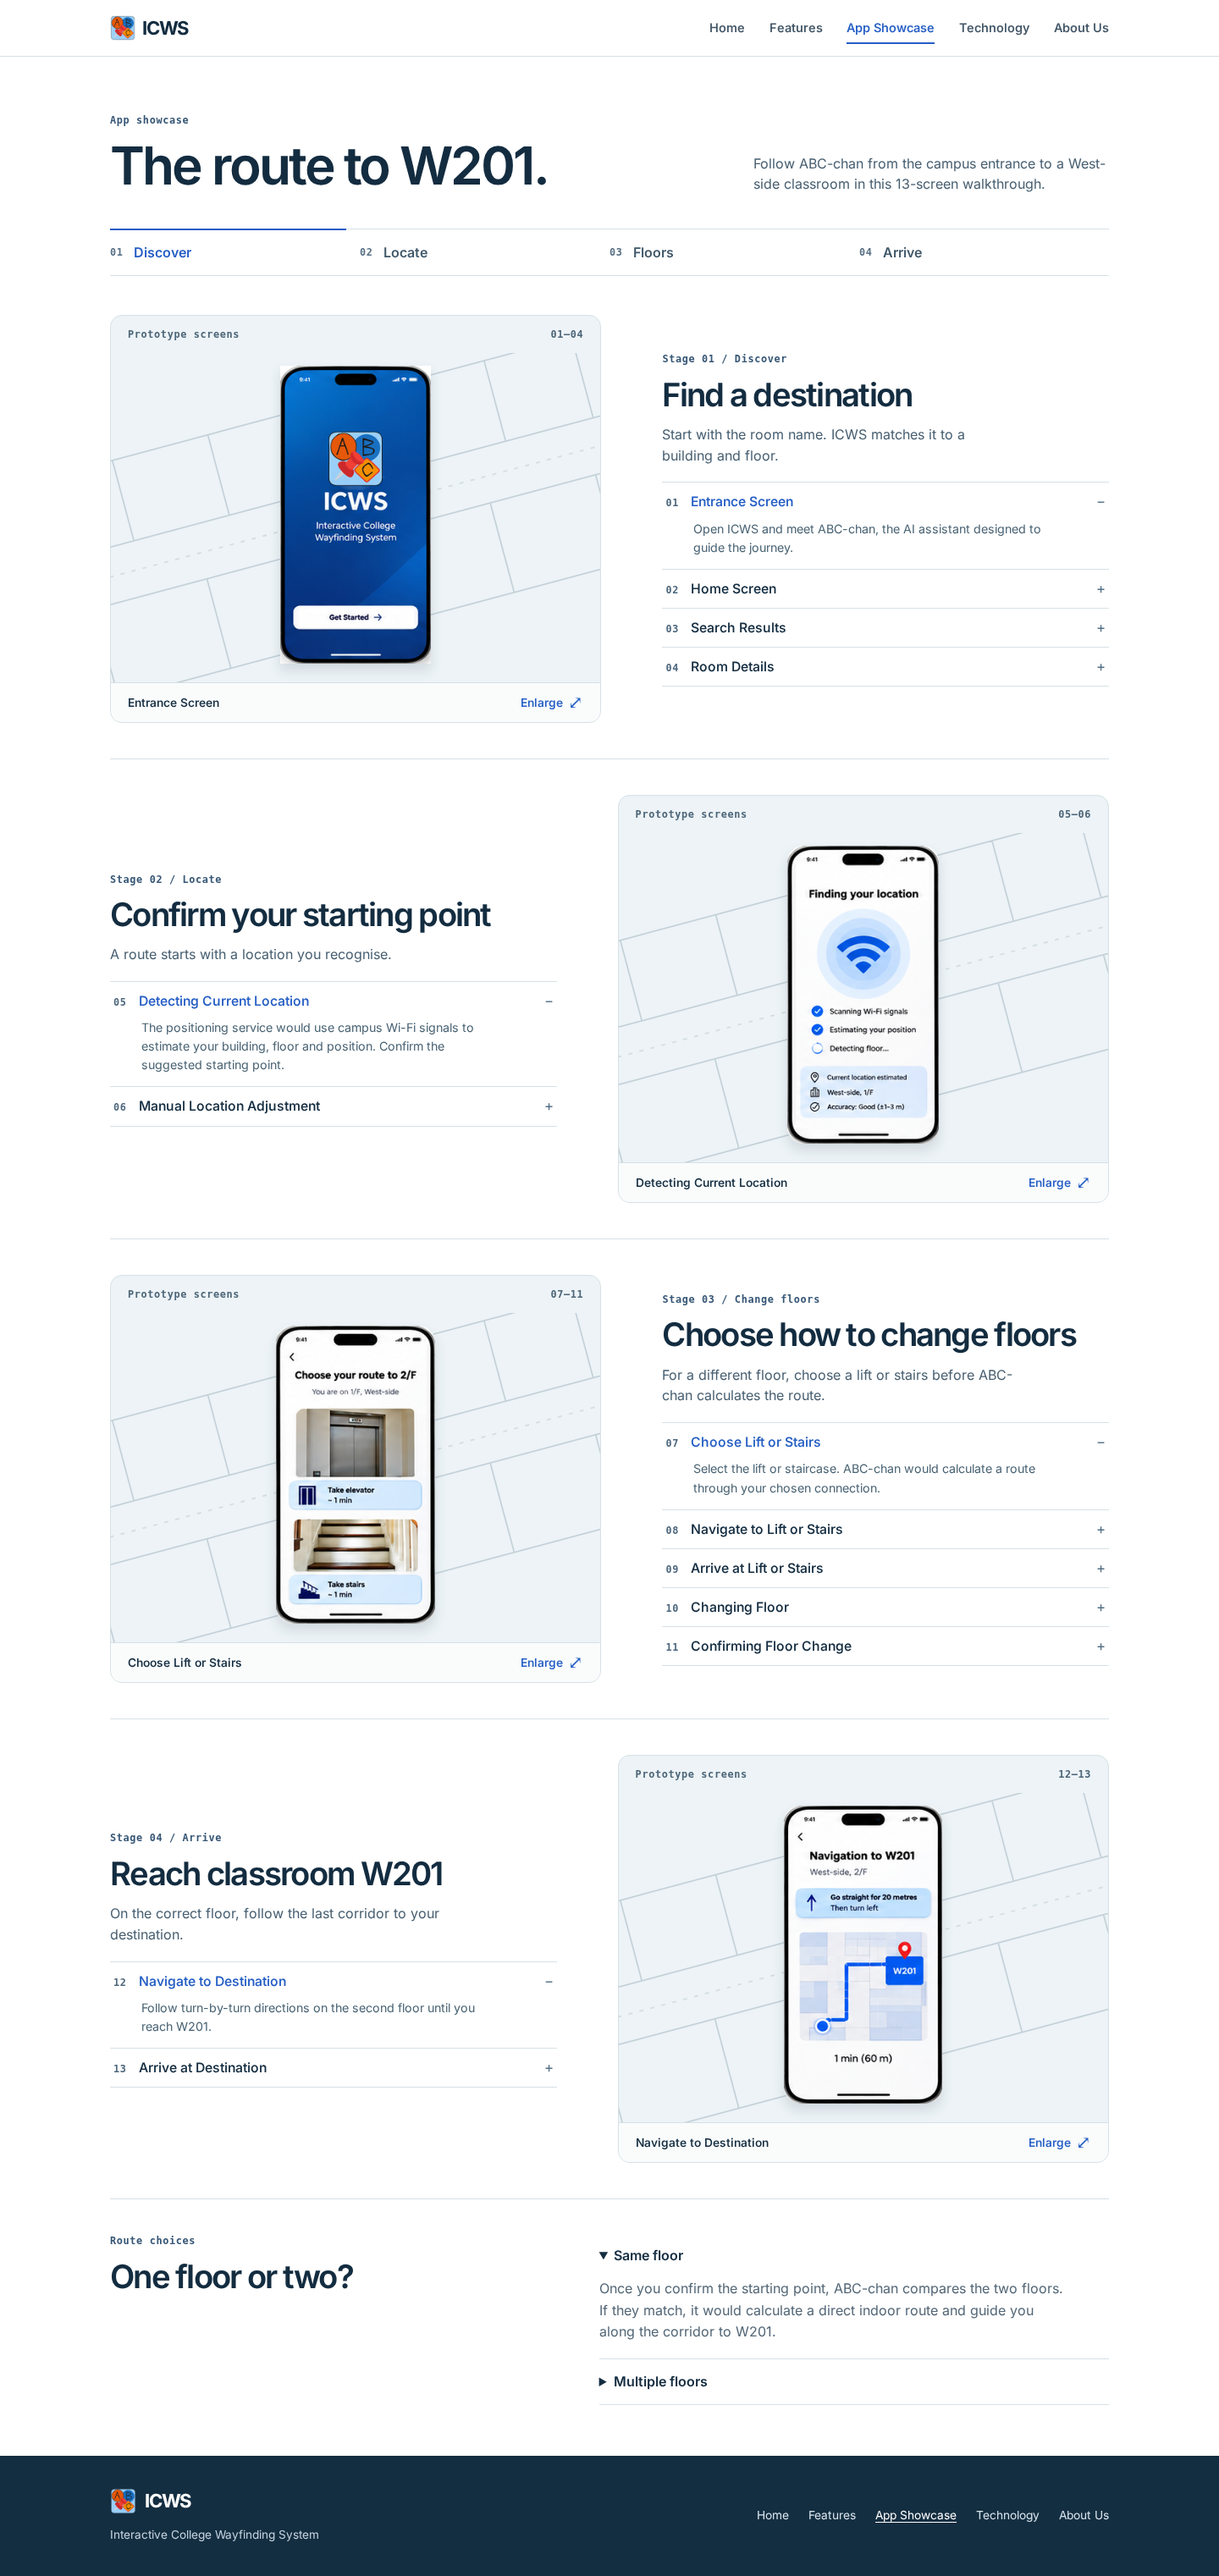 ICWS
Home
Features
App Showcase
Technology
About Us
App showcase
The route to W201.
Follow ABC-chan from the campus entrance to a West-
side classroom in this 13-screen walkthrough.
01 Discover
02 Locate
03 Floors
04 Arrive
Prototype screens
01–04
9:41
A B C
ICWS
Interactive College
Wayfinding System
Get Started →
Entrance Screen
Enlarge
Stage 01 / Discover
Find a destination
Start with the room name. ICWS matches it to a
building and floor.
01 Entrance Screen −
Open ICWS and meet ABC-chan, the AI assistant designed to
guide the journey.
02 Home Screen +
03 Search Results +
04 Room Details +
Stage 02 / Locate
Confirm your starting point
A route starts with a location you recognise.
05 Detecting Current Location −
The positioning service would use campus Wi-Fi signals to
estimate your building, floor and position. Confirm the
suggested starting point.
06 Manual Location Adjustment +
Prototype screens
05–06
9:41
Finding your location
Scanning Wi-Fi signals
Estimating your position
Detecting floor...
Current location estimated
West-side, 1/F
Accuracy: Good (±1-3 m)
Detecting Current Location
Enlarge
Prototype screens
07–11
9:41
Choose your route to 2/F
You are on 1/F, West-side
Take elevator
~ 1 min
Take stairs
~ 1 min
Choose Lift or Stairs
Enlarge
Stage 03 / Change floors
Choose how to change floors
For a different floor, choose a lift or stairs before ABC-
chan calculates the route.
07 Choose Lift or Stairs −
Select the lift or staircase. ABC-chan would calculate a route
through your chosen connection.
08 Navigate to Lift or Stairs +
09 Arrive at Lift or Stairs +
10 Changing Floor +
11 Confirming Floor Change +
Stage 04 / Arrive
Reach classroom W201
On the correct floor, follow the last corridor to your
destination.
12 Navigate to Destination −
Follow turn-by-turn directions on the second floor until you
reach W201.
13 Arrive at Destination +
Prototype screens
12–13
9:41
Navigation to W201
West-side, 2/F
Go straight for 20 metres
Then turn left
W201
1 min (60 m)
Navigate to Destination
Enlarge
Route choices
One floor or two?
Same floor
Once you confirm the starting point, ABC-chan compares the two floors.
If they match, it would calculate a direct indoor route and guide you
along the corridor to W201.
Multiple floors
ICWS
Interactive College Wayfinding System
Home
Features
App Showcase
Technology
About Us